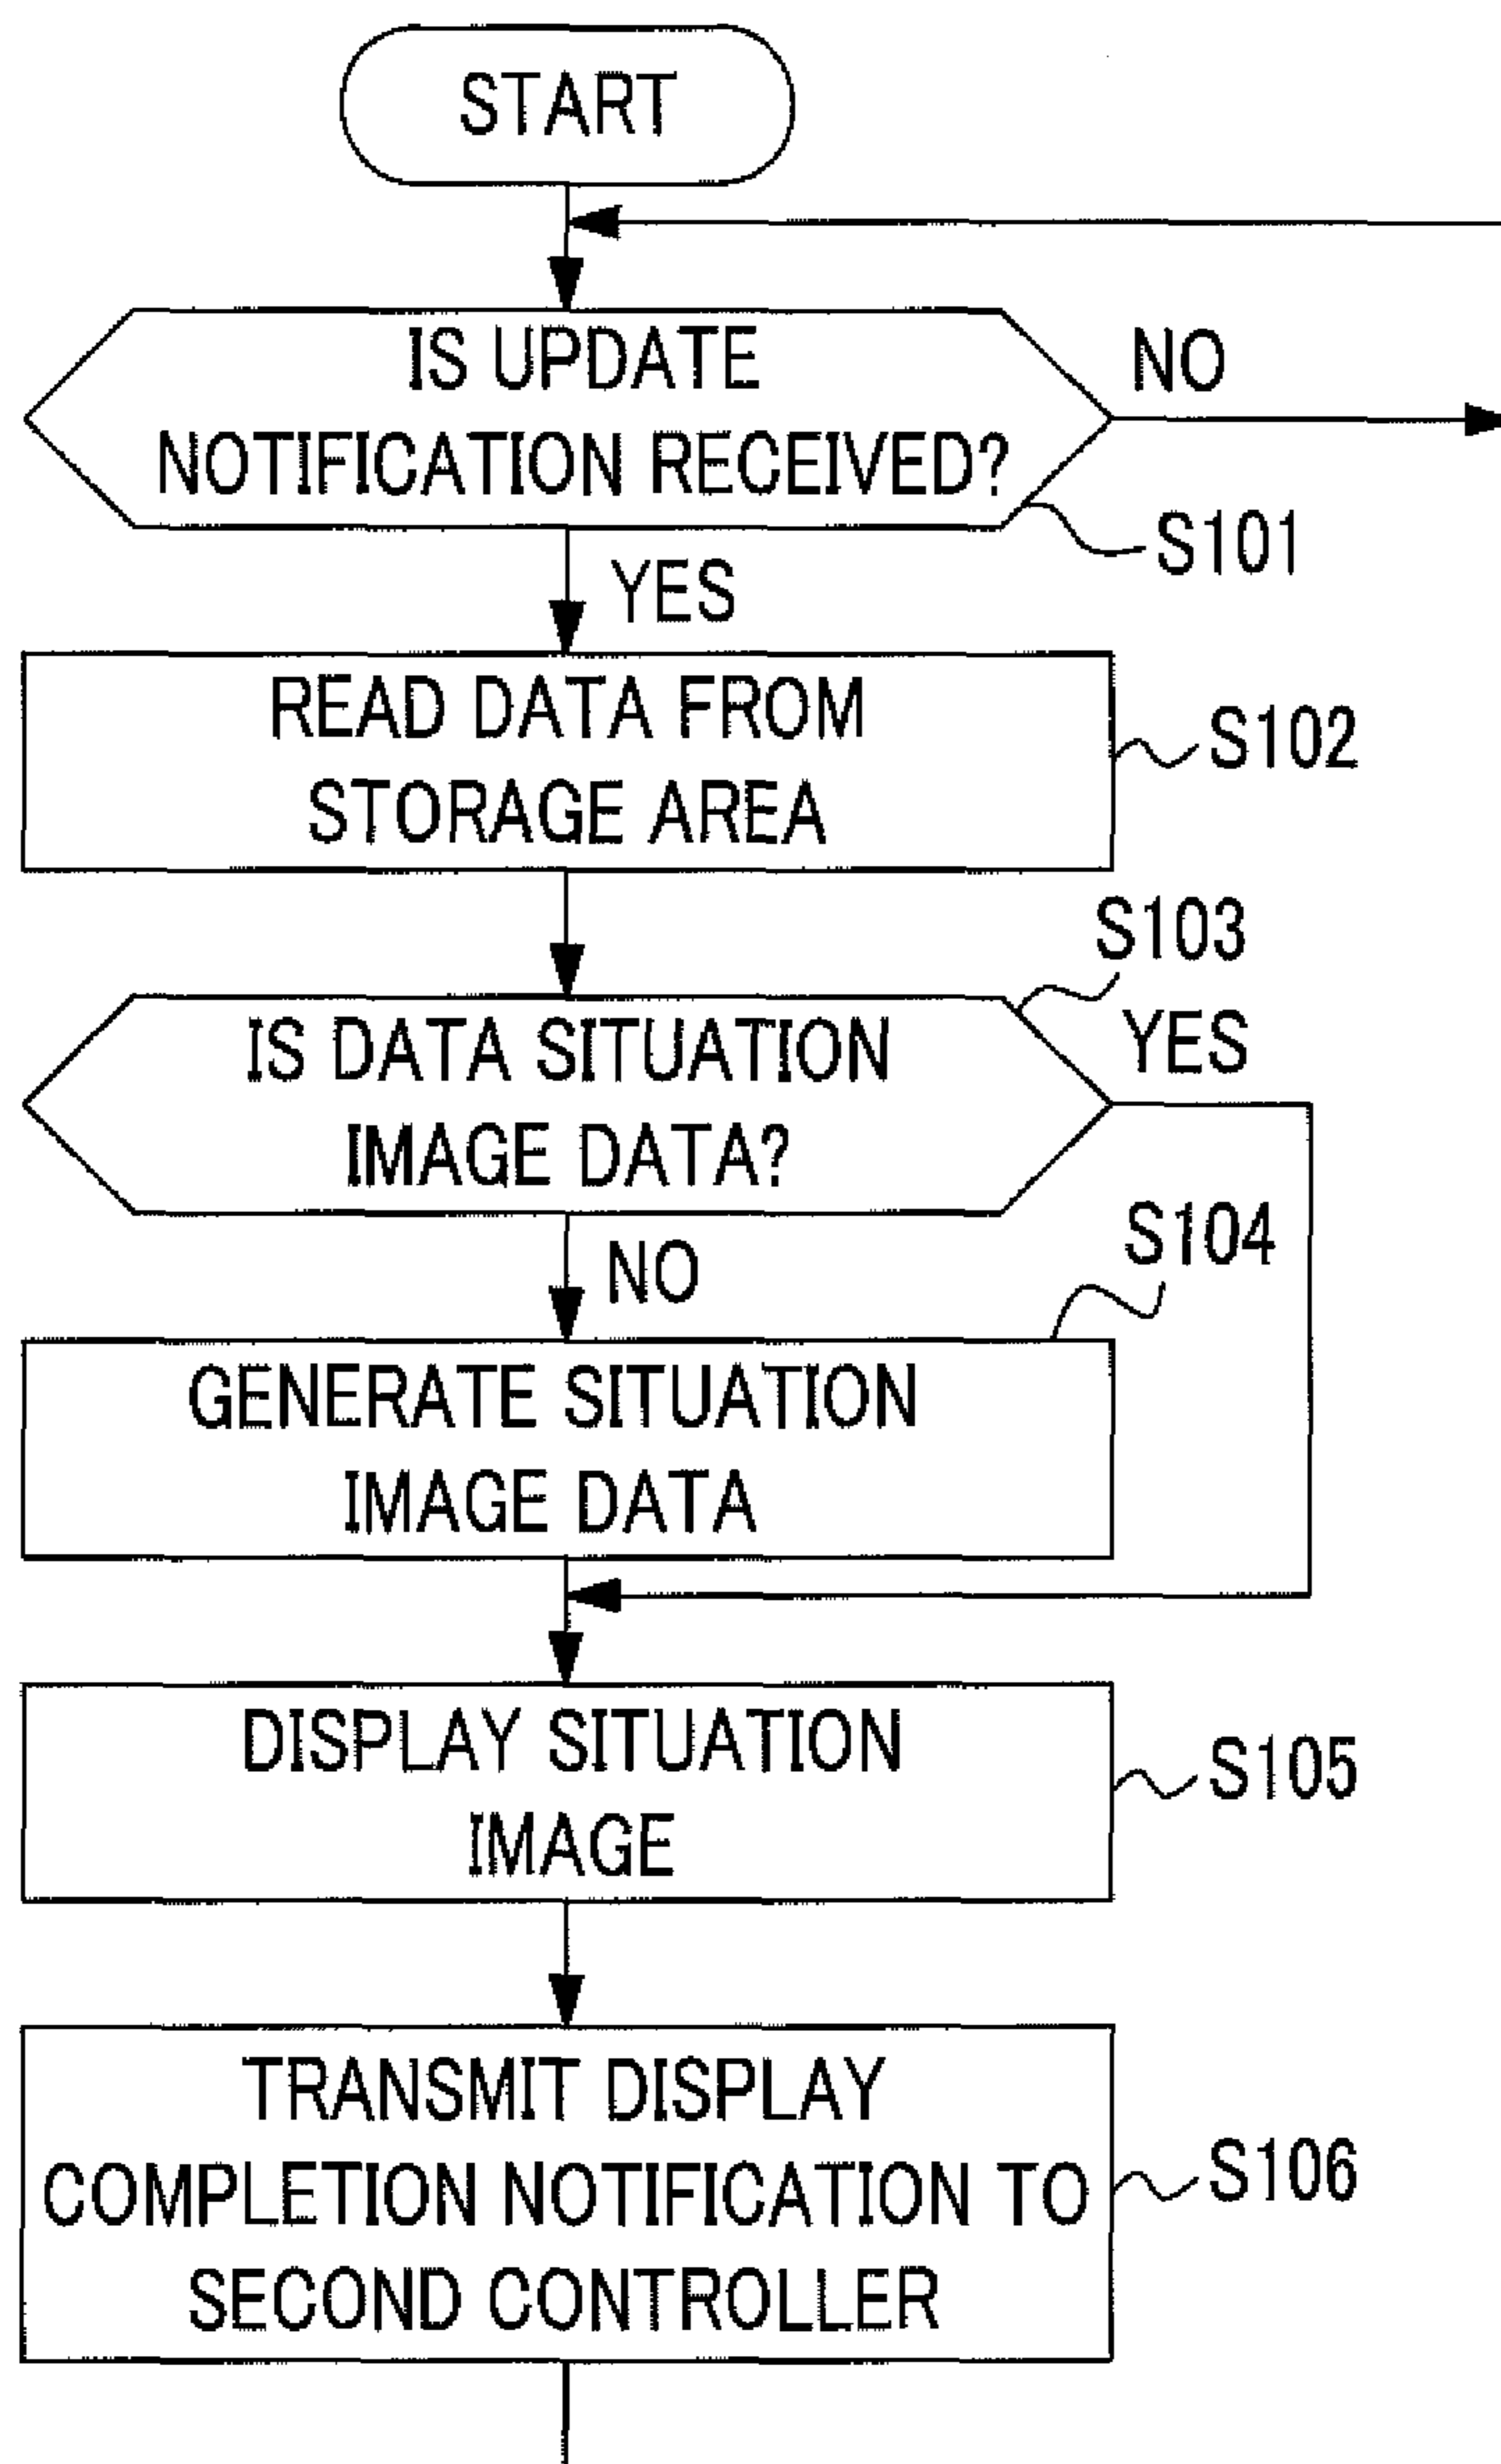 START
IS UPDATE
NOTIFICATION RECEIVED?
NO
S101
YES
READ DATA FROM
STORAGE AREA
S102
S103
IS DATA SITUATION
IMAGE DATA?
YES
NO
S104
GENERATE SITUATION
IMAGE DATA
DISPLAY SITUATION
IMAGE
S105
TRANSMIT DISPLAY
COMPLETION NOTIFICATION TO
SECOND CONTROLLER
S106